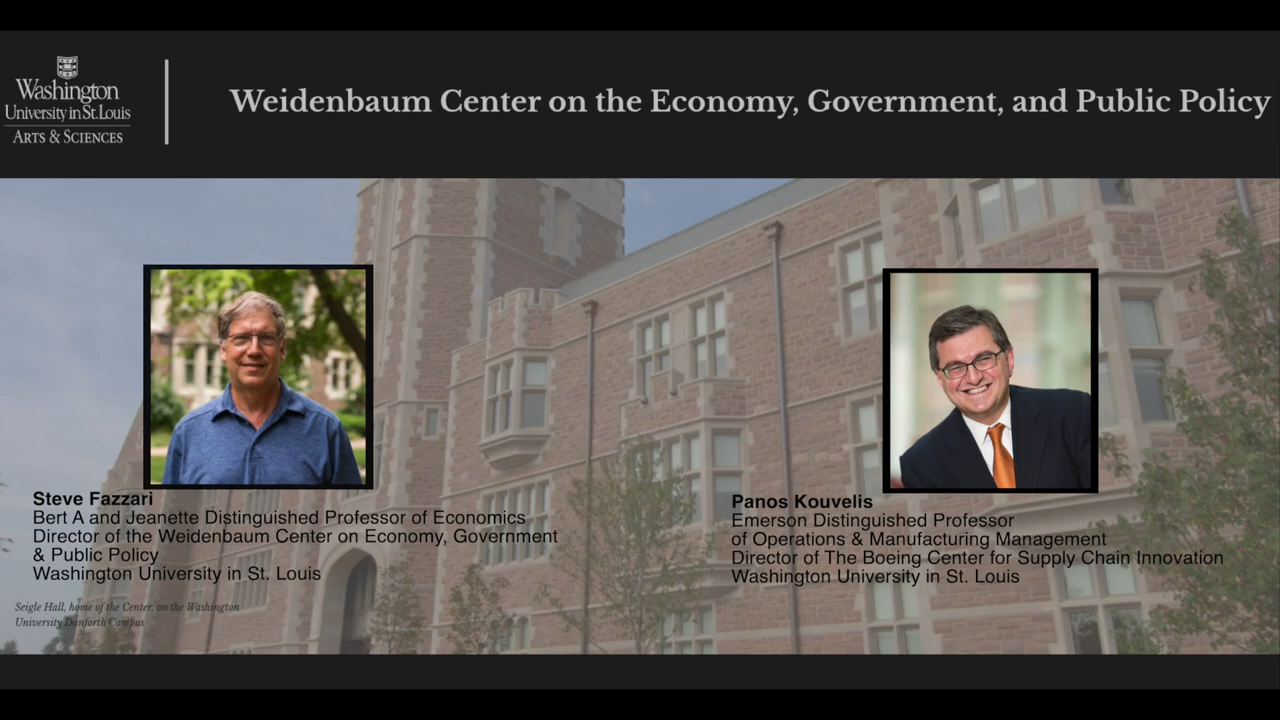 Washington
University in St. Louis
ARTS & SCIENCES
Weidenbaum Center on the Economy, Government, and Public Policy
Steve Fazzari
Bert A and Jeanette Distinguished Professor of Economics
Director of the Weidenbaum Center on Economy, Government
& Public Policy
Washington University in St. Louis
Panos Kouvelis
Emerson Distinguished Professor
of Operations & Manufacturing Management
Director of The Boeing Center for Supply Chain Innovation
Washington University in St. Louis
Seigle Hall, home of the Center, on the Washington
University Danforth Campus